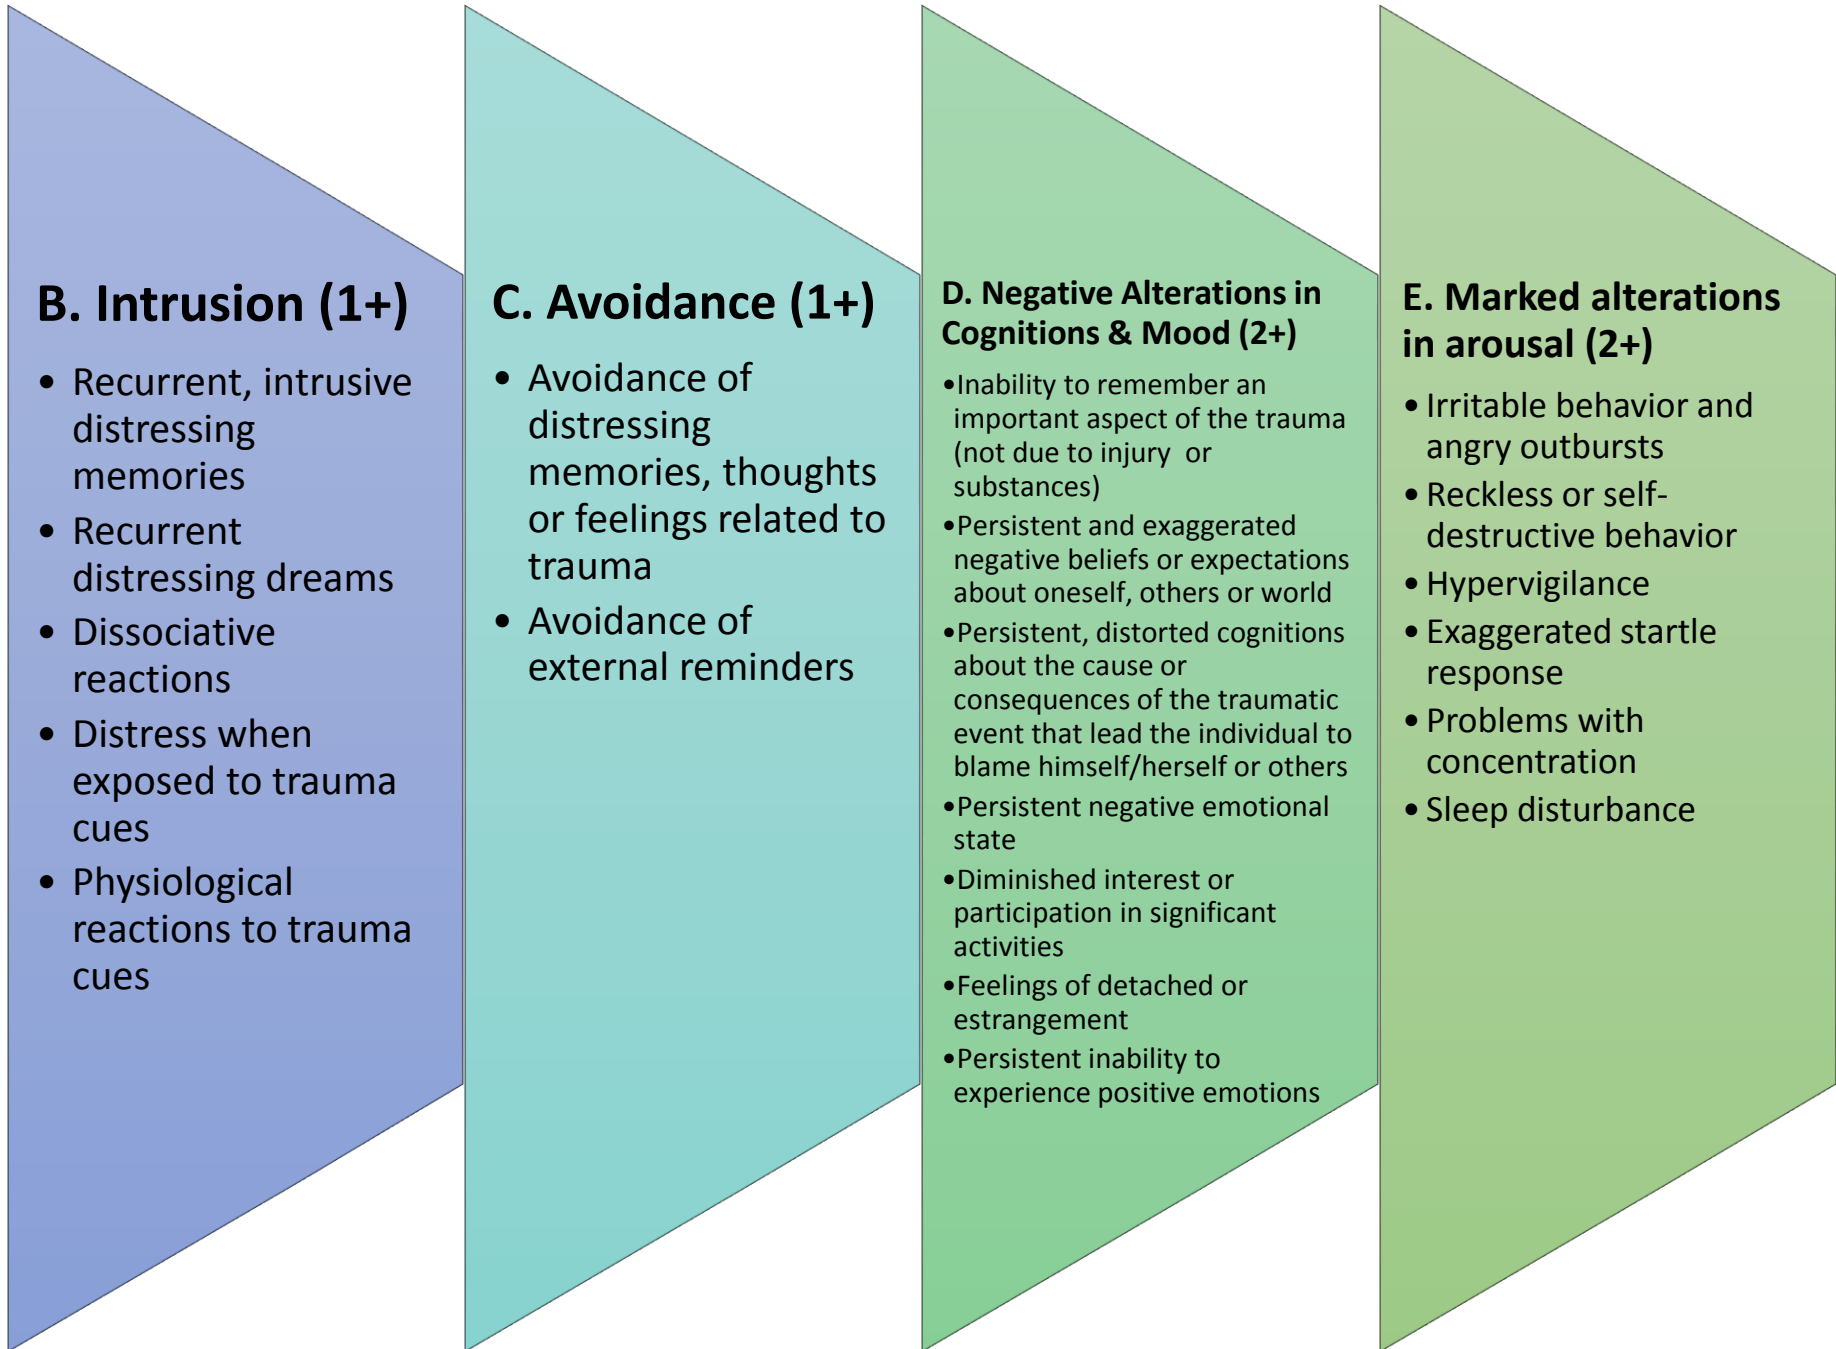 B. Intrusion (1+)
• Recurrent, intrusive
distressing
memories
• Recurrent
distressing dreams
• Dissociative
reactions
• Distress when
exposed to trauma
cues
• Physiological
reactions to trauma
cues
C. Avoidance (1+)
• Avoidance of
distressing
memories, thoughts
or feelings related to
trauma
• Avoidance of
external reminders
D. Negative Alterations in
Cognitions & Mood (2+)
•Inability to remember an
important aspect of the trauma
(not due to injury or
substances)
•Persistent and exaggerated
negative beliefs or expectations
about oneself, others or world
•Persistent, distorted cognitions
about the cause or
consequences of the traumatic
event that lead the individual to
blame himself/herself or others
•Persistent negative emotional
state
•Diminished interest or
participation in significant
activities
•Feelings of detached or
estrangement
•Persistent inability to
experience positive emotions
E. Marked alterations
in arousal (2+)
• Irritable behavior and
angry outbursts
• Reckless or self-
destructive behavior
• Hypervigilance
• Exaggerated startle
response
• Problems with
concentration
• Sleep disturbance